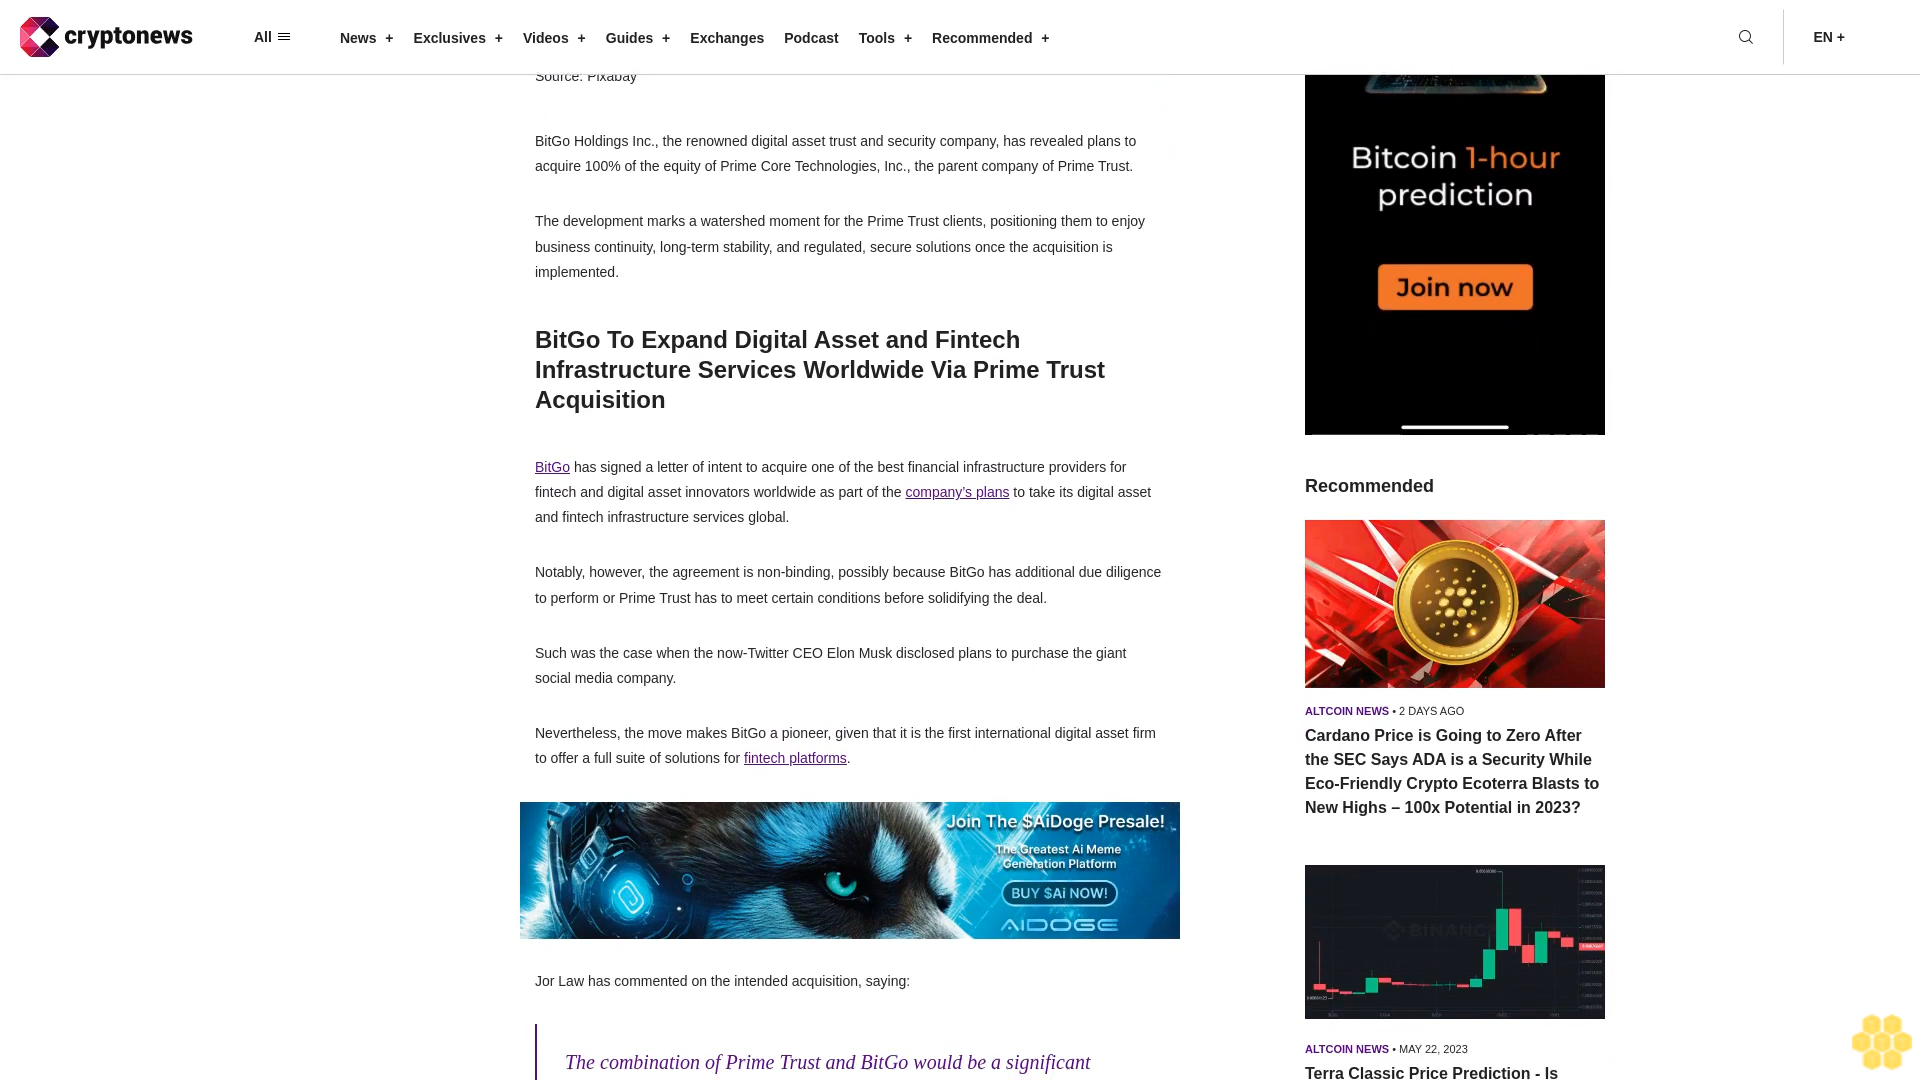 cryptonews
All
News +
Exclusives +
Videos +
Guides +
Exchanges
Podcast
Tools +
Recommended +
EN +
Source: Pixabay
BitGo Holdings Inc., the renowned digital asset trust and security company, has revealed plans to
acquire 100% of the equity of Prime Core Technologies, Inc., the parent company of Prime Trust.
The development marks a watershed moment for the Prime Trust clients, positioning them to enjoy
business continuity, long-term stability, and regulated, secure solutions once the acquisition is
implemented.
BitGo To Expand Digital Asset and Fintech
Infrastructure Services Worldwide Via Prime Trust
Acquisition
BitGo has signed a letter of intent to acquire one of the best financial infrastructure providers for
fintech and digital asset innovators worldwide as part of the company’s plans to take its digital asset
and fintech infrastructure services global.
Notably, however, the agreement is non-binding, possibly because BitGo has additional due diligence
to perform or Prime Trust has to meet certain conditions before solidifying the deal.
Such was the case when the now-Twitter CEO Elon Musk disclosed plans to purchase the giant
social media company.
Nevertheless, the move makes BitGo a pioneer, given that it is the first international digital asset firm
to offer a full suite of solutions for fintech platforms.
Join The $AiDoge Presale!
The Greatest Ai Meme
Generation Platform
BUY $Ai NOW!
AIDOGE
Jor Law has commented on the intended acquisition, saying:
The combination of Prime Trust and BitGo would be a significant
Bitcoin 1-hour
prediction
Join now
Recommended
ALTCOIN NEWS • 2 DAYS AGO
Cardano Price is Going to Zero After
the SEC Says ADA is a Security While
Eco-Friendly Crypto Ecoterra Blasts to
New Highs – 100x Potential in 2023?
BINANCE
ALTCOIN NEWS • MAY 22, 2023
Terra Classic Price Prediction - Is